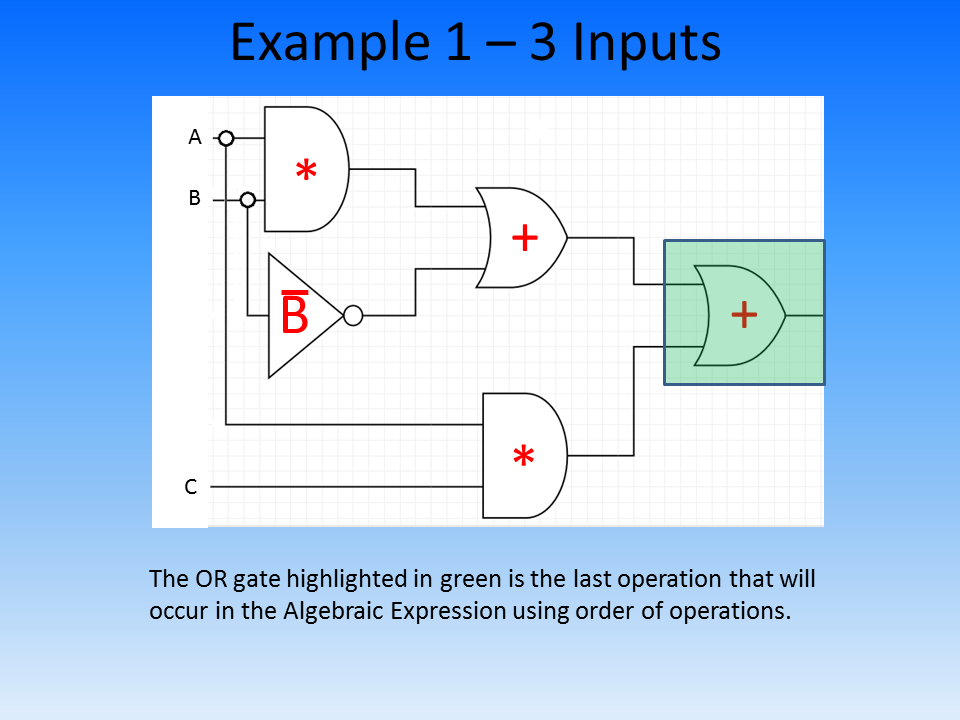 Example 1 – 3 Inputs
A
*
B
+
B̅
+
*
C
The OR gate highlighted in green is the last operation that will
occur in the Algebraic Expression using order of operations.